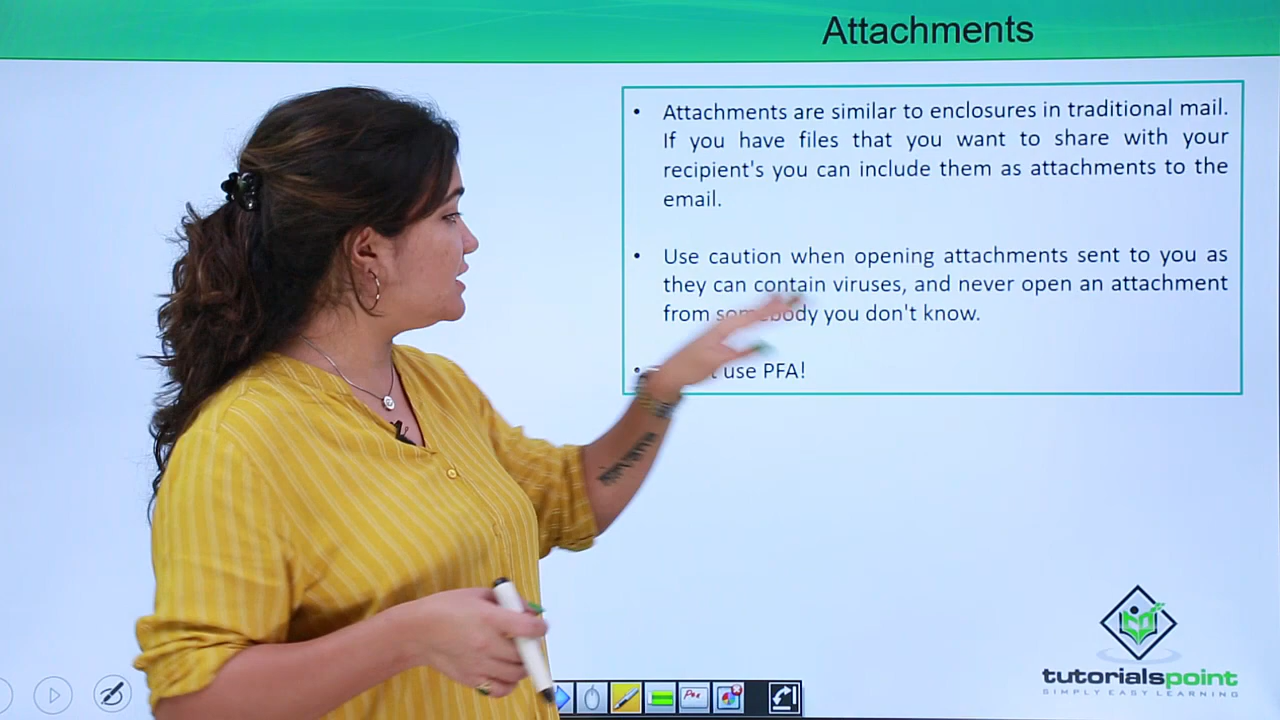 Attachments
• Attachments are similar to enclosures in traditional mail.
If you have files that you want to share with your
recipient's you can include them as attachments to the
email.
• Use caution when opening attachments sent to you as
they can contain viruses, and never open an attachment
from somebody you don't know.
• use PFA!
tutorialspoint
SIMPLY EASY LEARNING